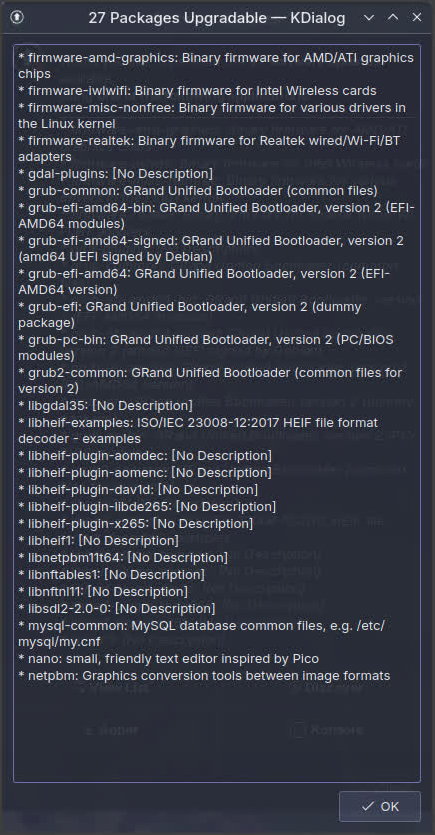 27 Packages Upgradable — KDialog
* firmware-amd-graphics: Binary firmware for AMD/ATI graphics
chips
* firmware-iwlwifi: Binary firmware for Intel Wireless cards
* firmware-misc-nonfree: Binary firmware for various drivers in
the Linux kernel
* firmware-realtek: Binary firmware for Realtek wired/Wi-Fi/BT
adapters
* gdal-plugins: [No Description]
* grub-common: GRand Unified Bootloader (common files)
* grub-efi-amd64-bin: GRand Unified Bootloader, version 2 (EFI-
AMD64 modules)
* grub-efi-amd64-signed: GRand Unified Bootloader, version 2
(amd64 UEFI signed by Debian)
* grub-efi-amd64: GRand Unified Bootloader, version 2 (EFI-
AMD64 version)
* grub-efi: GRand Unified Bootloader, version 2 (dummy
package)
* grub-pc-bin: GRand Unified Bootloader, version 2 (PC/BIOS
modules)
* grub2-common: GRand Unified Bootloader (common files for
version 2)
* libgdal35: [No Description]
* libheif-examples: ISO/IEC 23008-12:2017 HEIF file format
decoder - examples
* libheif-plugin-aomdec: [No Description]
* libheif-plugin-aomenc: [No Description]
* libheif-plugin-dav1d: [No Description]
* libheif-plugin-libde265: [No Description]
* libheif-plugin-x265: [No Description]
* libheif1: [No Description]
* libnetpbm11t64: [No Description]
* libnftables1: [No Description]
* libnftnl11: [No Description]
* libsdl2-2.0-0: [No Description]
* mysql-common: MySQL database common files, e.g. /etc/
mysql/my.cnf
* nano: small, friendly text editor inspired by Pico
* netpbm: Graphics conversion tools between image formats
OK